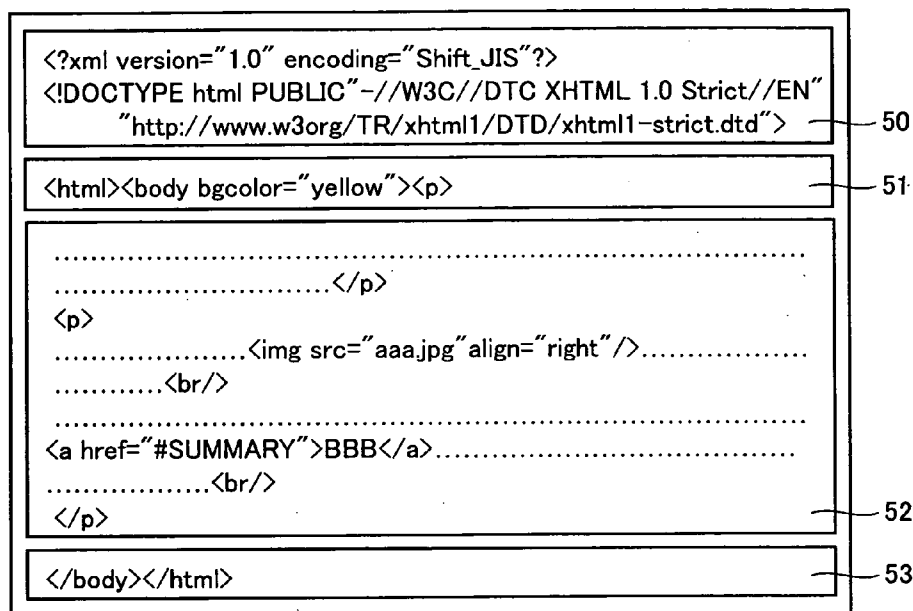 <?xml version="1.0" encoding="Shift_JIS"?>
<!DOCTYPE html PUBLIC"-//W3C//DTC XHTML 1.0 Strict//EN"
"http://www.w3org/TR/xhtml1/DTD/xhtml1-strict.dtd"> 50
<html><body bgcolor="yellow"><p> 51
..................................................................................
..............................</p>
<p>
.....................<img src="aaa.jpg"align="right"/>..................
............<br/>
..................................................................................
<a href="#SUMMARY">BBB</a>.......................................
..................<br/>
</p> 52
</body></html> 53